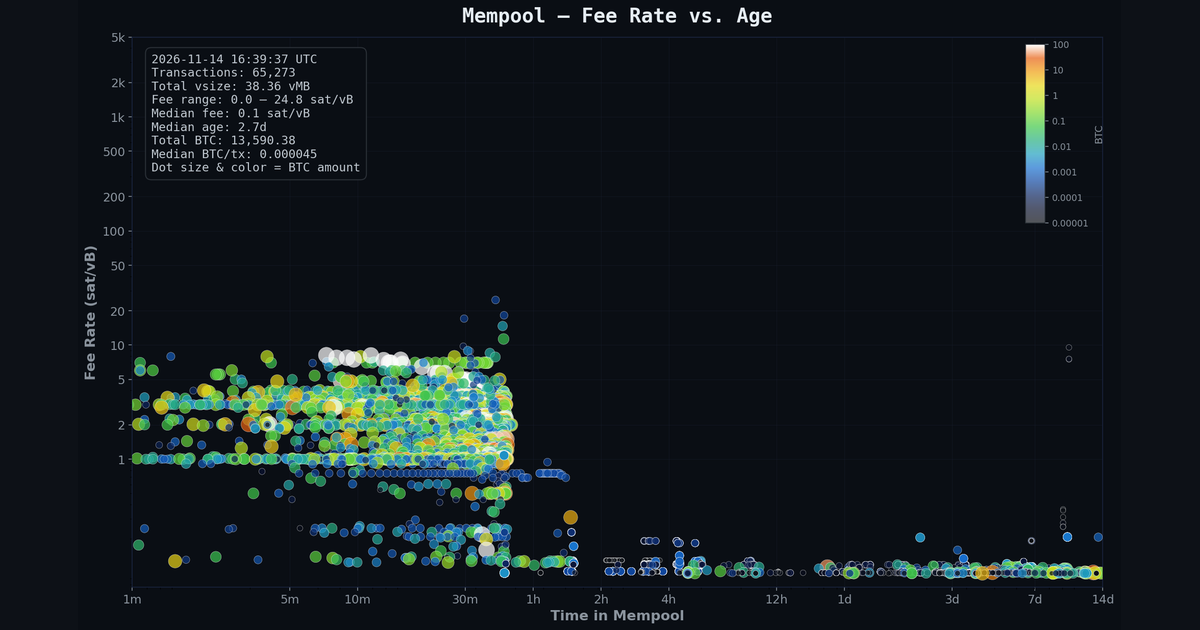 Mempool — Fee Rate vs. Age
2026-11-14 16:39:37 UTC
Transactions: 65,273
Total vsize: 38.36 vMB
Fee range: 0.0 – 24.8 sat/vB
Median fee: 0.1 sat/vB
Median age: 2.7d
Total BTC: 13,590.38
Median BTC/tx: 0.000045
Dot size & color = BTC amount
100
10
1
0.1
0.01
0.001
0.0001
0.00001
BTC
Fee Rate (sat/vB)
5k
2k
1k
500
200
100
50
20
10
5
2
1
1m
5m
10m
30m
1h
2h
4h
12h
1d
3d
7d
14d
Time in Mempool